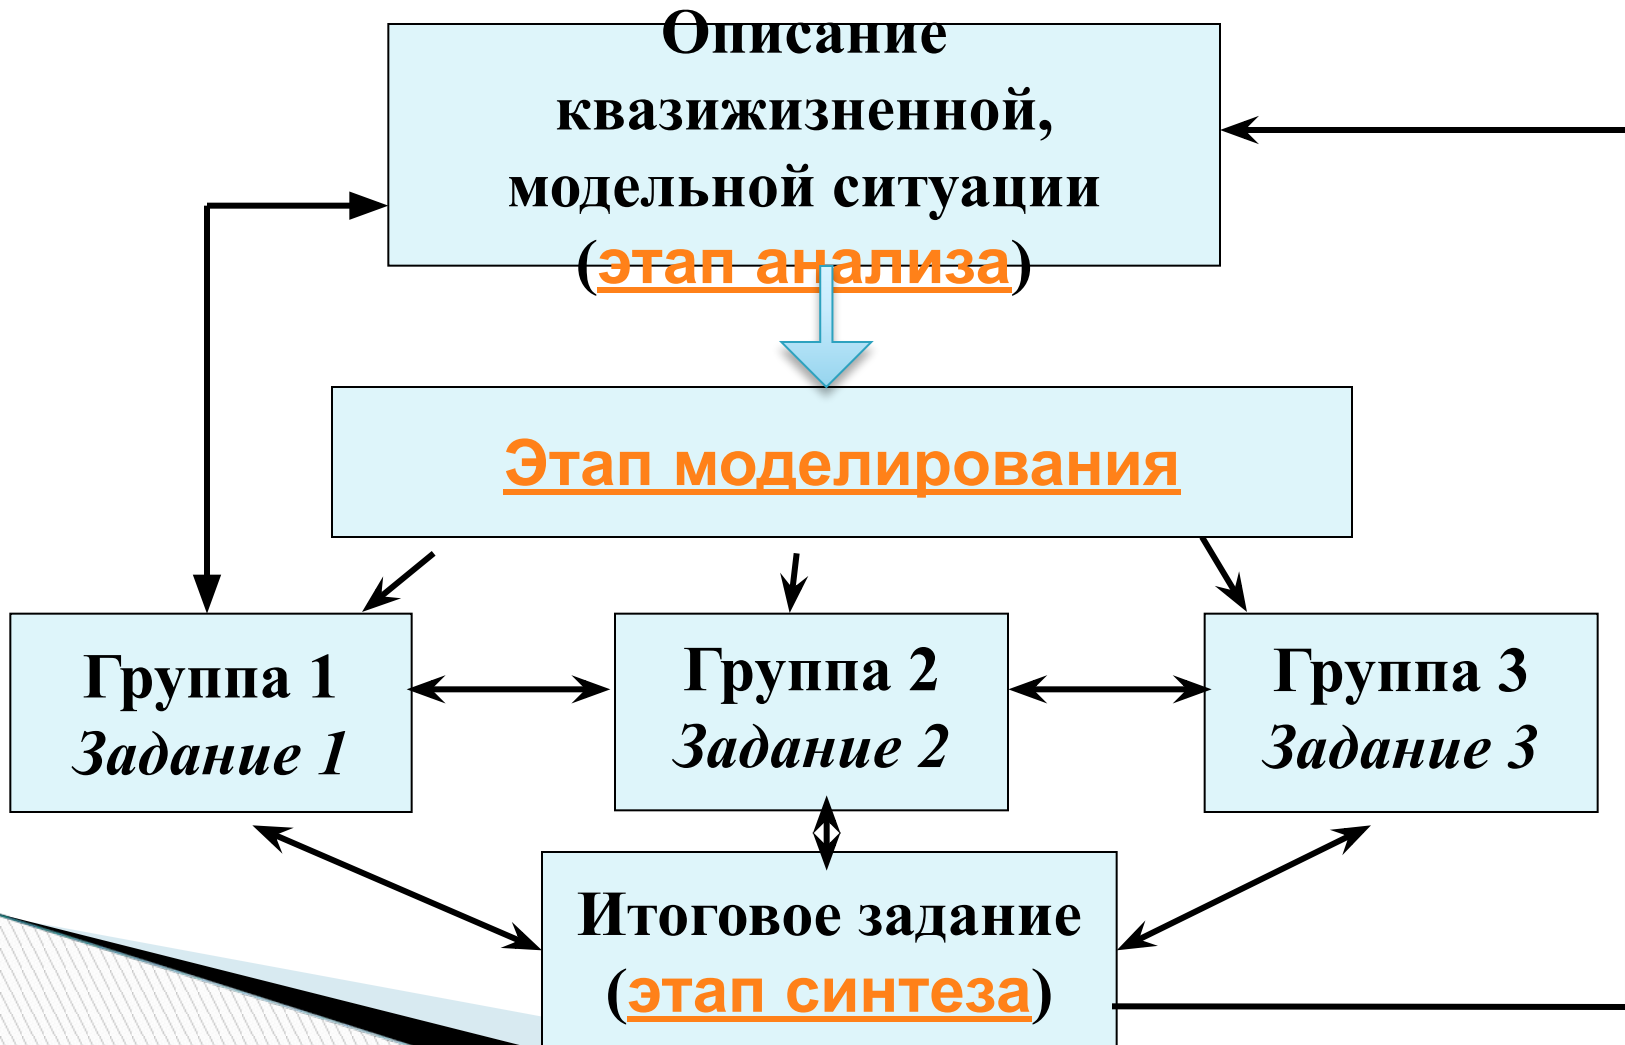 Описание
квазижизненной,
модельной ситуации
(этап анализа)
Этап моделирования
Группа 1
Задание 1
Группа 2
Задание 2
Группа 3
Задание 3
Итоговое задание
(этап синтеза)